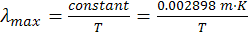 λmax = constant/T = 0.002898 m·K/T